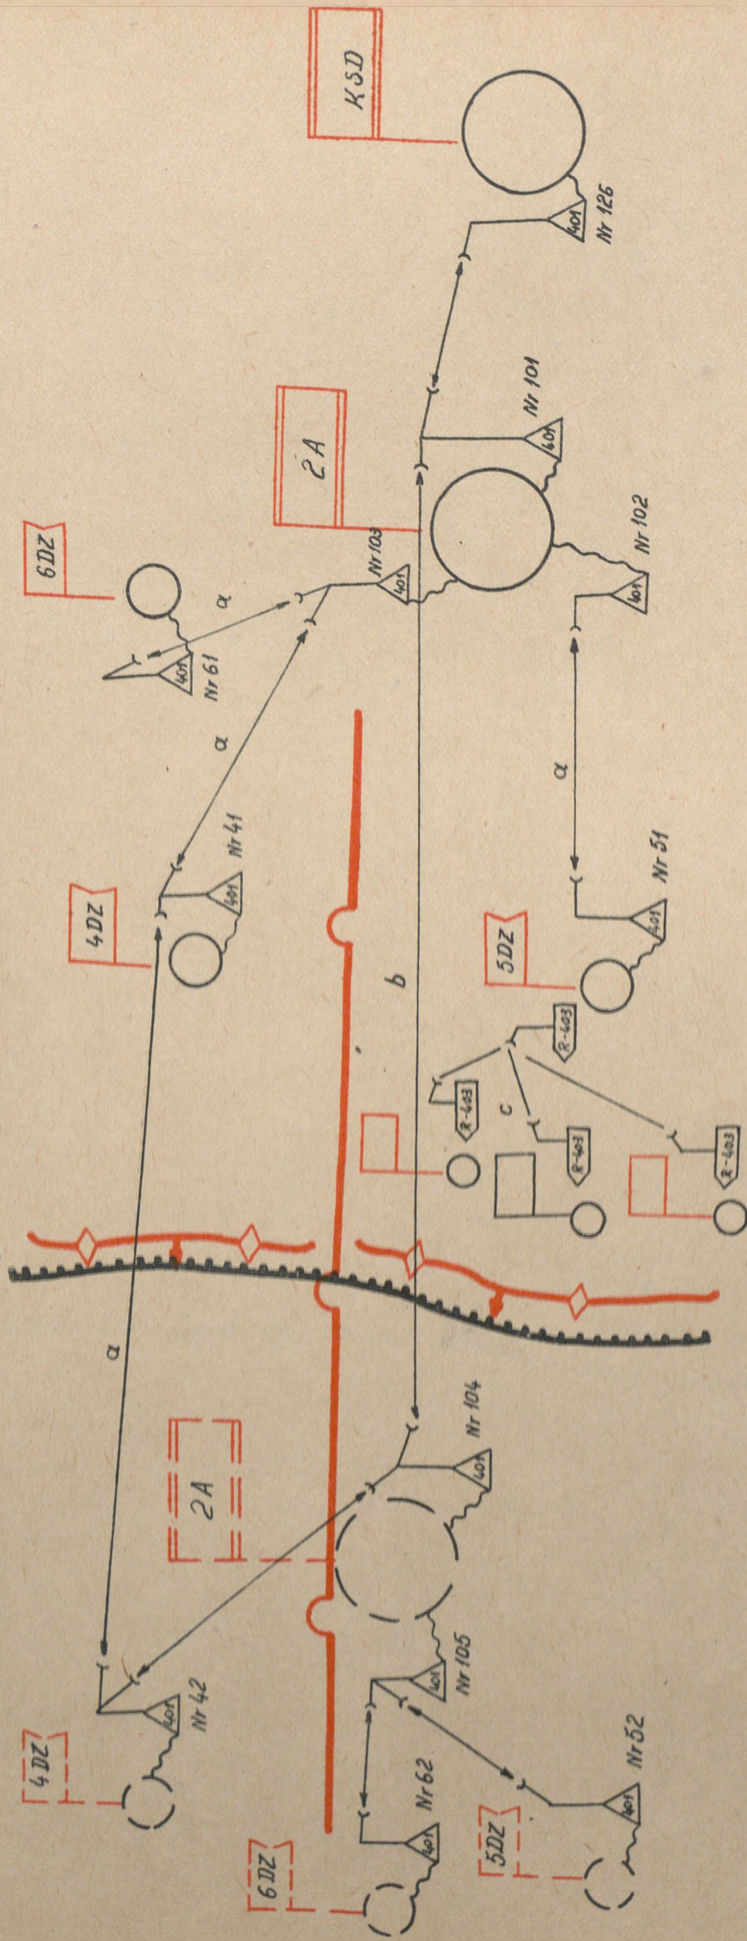 KSD
401
Nr 126
2A
401
Nr 101
401
Nr 103
401
Nr 102
6DZ
a
401
Nr 61
a
4DZ
401
Nr 41
a
5DZ
401
Nr 51
b
R-403
R-403
c
R-403
R-403
a
2A
401
Nr 104
4DZ
401
Nr 42
401
Nr 105
6DZ
401
Nr 62
5DZ
401
Nr 52